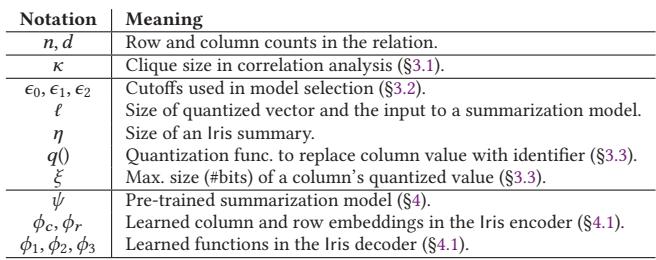 Notation Meaning
n, d Row and column counts in the relation.
κ Clique size in correlation analysis (§3.1).
ϵ0, ϵ1, ϵ2 Cutoffs used in model selection (§3.2).
ℓ Size of quantized vector and the input to a summarization model.
η Size of an Iris summary.
q() Quantization func. to replace column value with identifier (§3.3).
ξ Max. size (#bits) of a column's quantized value (§3.3).
ψ Pre-trained summarization model (§4).
ϕc, ϕr Learned column and row embeddings in the Iris encoder (§4.1).
ϕ1, ϕ2, ϕ3 Learned functions in the Iris decoder (§4.1).